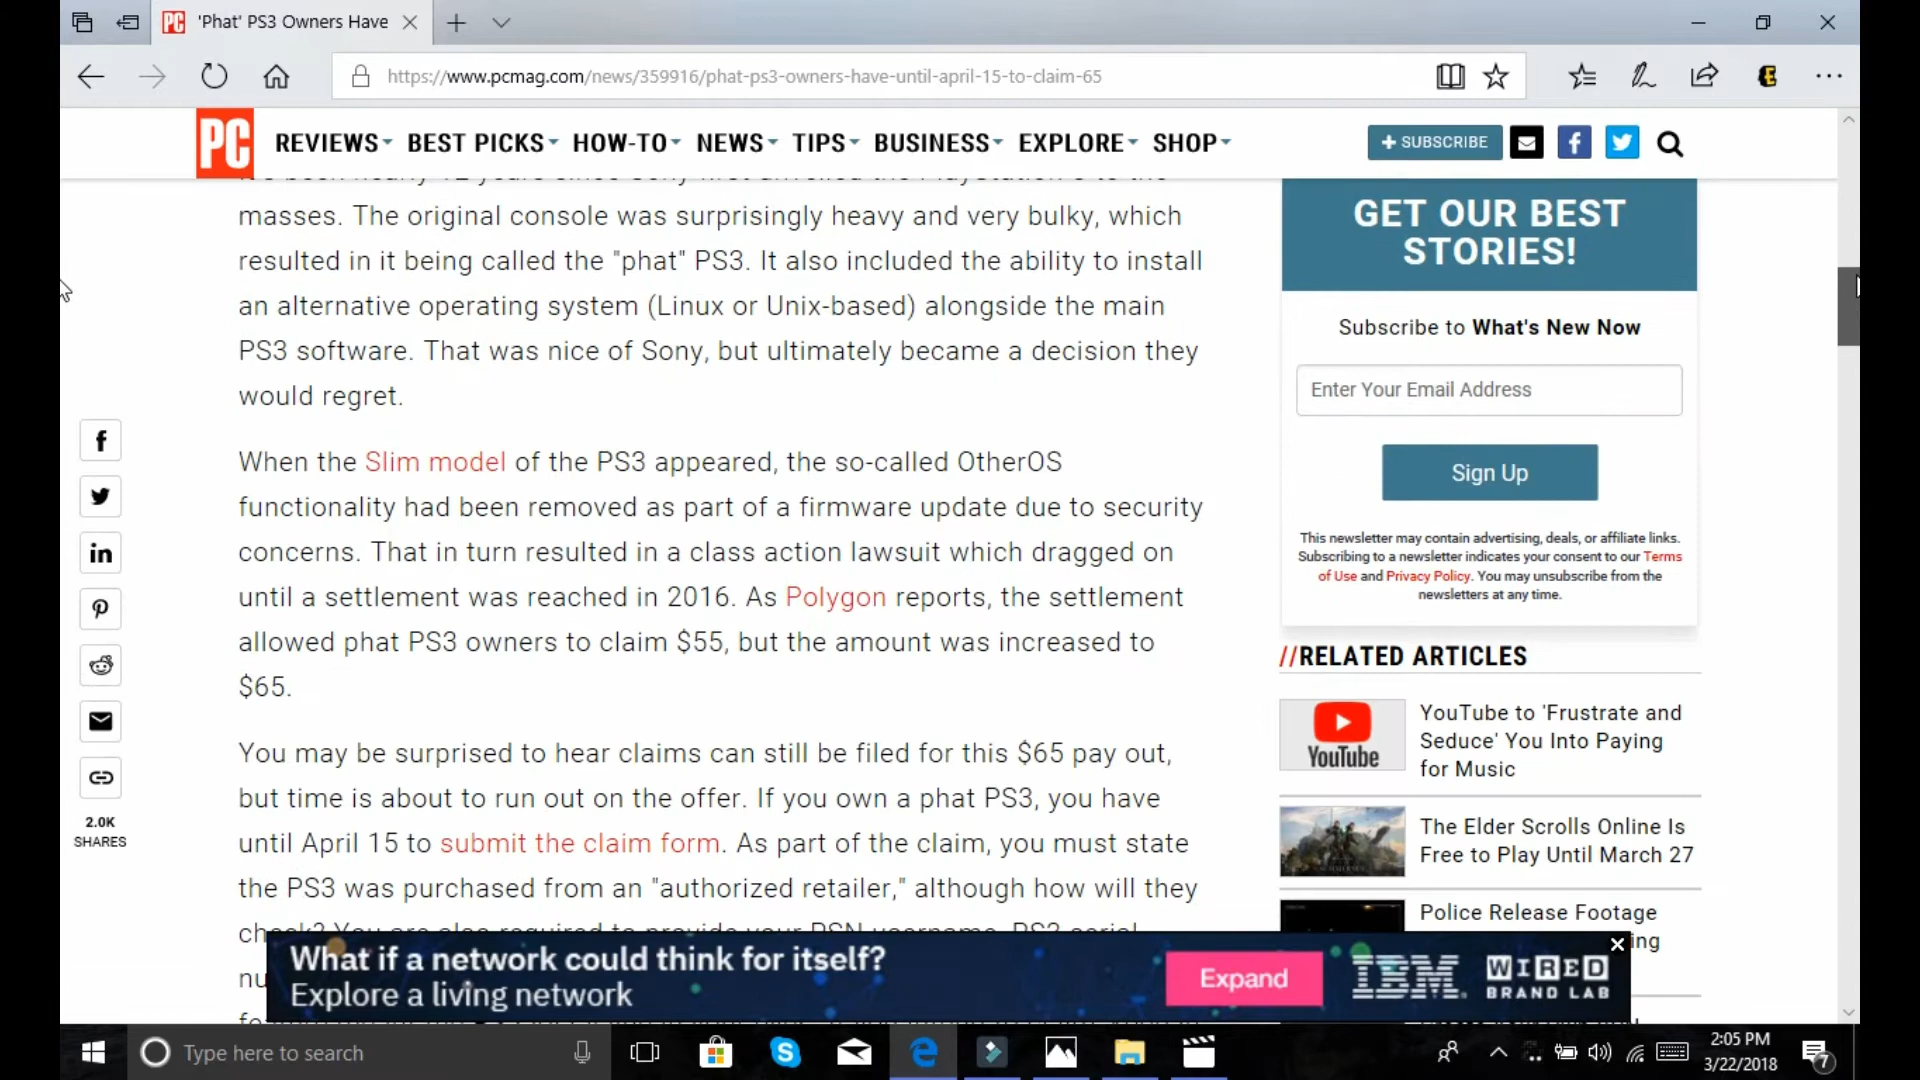 'Phat' PS3 Owners Have
https://www.pcmag.com/news/359916/phat-ps3-owners-have-until-april-15-to-claim-65
PC
REVIEWS BEST PICKS HOW-TO NEWS TIPS BUSINESS EXPLORE SHOP
+ SUBSCRIBE
masses. The original console was surprisingly heavy and very bulky, which
resulted in it being called the "phat" PS3. It also included the ability to install
an alternative operating system (Linux or Unix-based) alongside the main
PS3 software. That was nice of Sony, but ultimately became a decision they
would regret.
When the Slim model of the PS3 appeared, the so-called OtherOS
functionality had been removed as part of a firmware update due to security
concerns. That in turn resulted in a class action lawsuit which dragged on
until a settlement was reached in 2016. As Polygon reports, the settlement
allowed phat PS3 owners to claim $55, but the amount was increased to
$65.
You may be surprised to hear claims can still be filed for this $65 pay out,
but time is about to run out on the offer. If you own a phat PS3, you have
until April 15 to submit the claim form. As part of the claim, you must state
the PS3 was purchased from an "authorized retailer," although how will they
2.0K
SHARES
GET OUR BEST
STORIES!
Subscribe to What's New Now
Enter Your Email Address
Sign Up
This newsletter may contain advertising, deals, or affiliate links.
Subscribing to a newsletter indicates your consent to our Terms
of Use and Privacy Policy. You may unsubscribe from the
newsletters at any time.
//RELATED ARTICLES
YouTube
YouTube to 'Frustrate and
Seduce' You Into Paying
for Music
The Elder Scrolls Online Is
Free to Play Until March 27
Police Release Footage
What if a network could think for itself?
Explore a living network
Expand
IBM.
WIRED
BRAND LAB
Type here to search
2:05 PM
3/22/2018
7